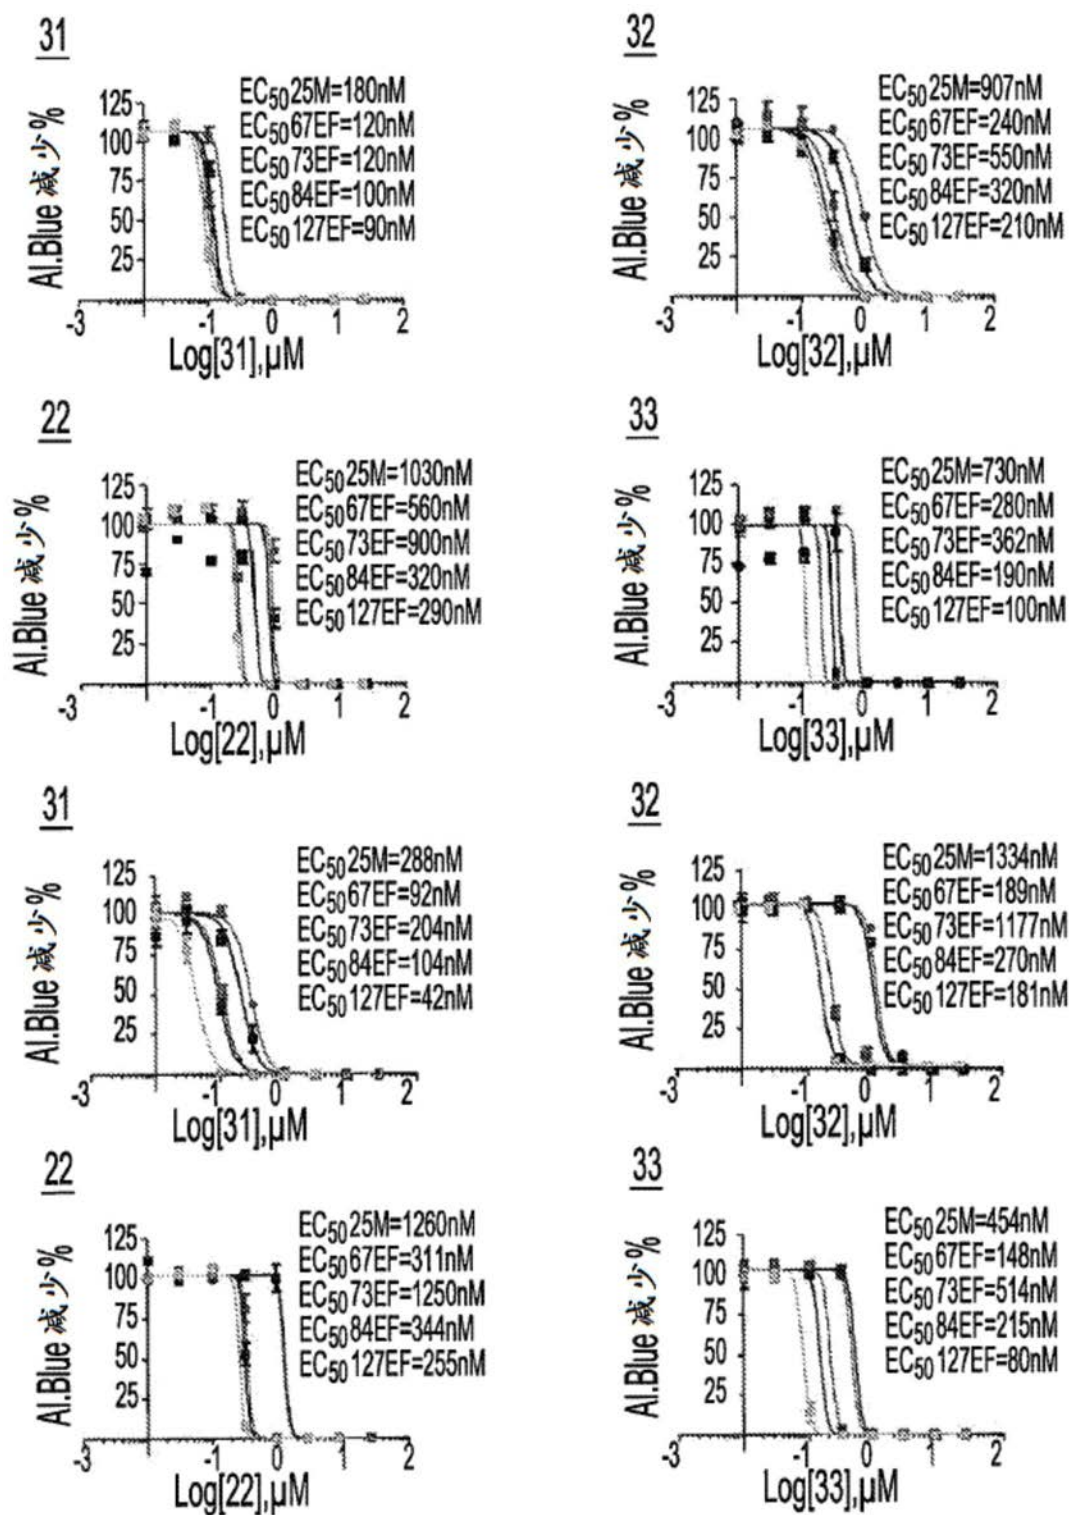 31
EC50 25M=180nM
EC50 67EF=120nM
EC50 73EF=120nM
EC50 84EF=100nM
EC50 127EF=90nM
Al.Blue 减少%
125
100
75
50
25
-3
-1
0
1
2
Log[31],μM
32
EC50 25M=907nM
EC50 67EF=240nM
EC50 73EF=550nM
EC50 84EF=320nM
EC50 127EF=210nM
Al.Blue 减少%
125
100
75
50
25
-3
-1
0
1
2
Log[32],μM
22
EC50 25M=1030nM
EC50 67EF=560nM
EC50 73EF=900nM
EC50 84EF=320nM
EC50 127EF=290nM
Al.Blue 减少%
125
100
75
50
25
-3
-1
0
1
2
Log[22],μM
33
EC50 25M=730nM
EC50 67EF=280nM
EC50 73EF=362nM
EC50 84EF=190nM
EC50 127EF=100nM
Al.Blue 减少%
125
100
75
50
25
-3
-1
0
1
2
Log[33],μM
31
EC50 25M=288nM
EC50 67EF=92nM
EC50 73EF=204nM
EC50 84EF=104nM
EC50 127EF=42nM
Al.Blue 减少%
125
100
75
50
25
-3
-1
0
1
2
Log[31],μM
32
EC50 25M=1334nM
EC50 67EF=189nM
EC50 73EF=1177nM
EC50 84EF=270nM
EC50 127EF=181nM
Al.Blue 减少%
125
100
75
50
25
-3
-1
0
1
2
Log[32],μM
22
EC50 25M=1260nM
EC50 67EF=311nM
EC50 73EF=1250nM
EC50 84EF=344nM
EC50 127EF=255nM
Al.Blue 减少%
125
100
75
50
25
-3
-1
0
1
2
Log[22],μM
33
EC50 25M=454nM
EC50 67EF=148nM
EC50 73EF=514nM
EC50 84EF=215nM
EC50 127EF=80nM
Al.Blue 减少%
125
100
75
50
25
-3
-1
0
1
2
Log[33],μM